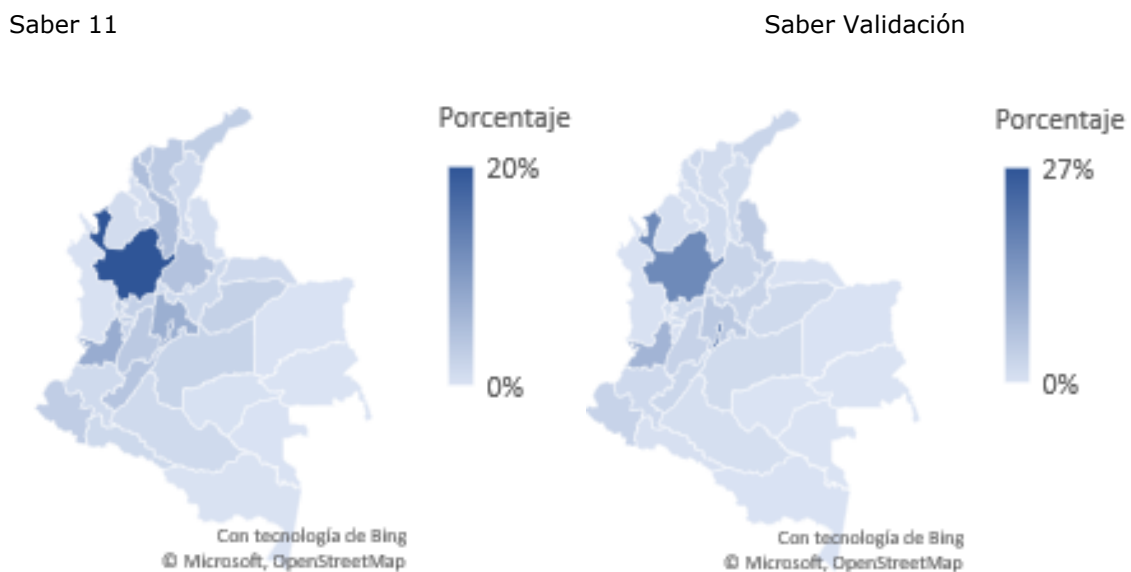 Saber 11
Saber Validación
Porcentaje
20%
0%
Con tecnología de Bing
© Microsoft, OpenStreetMap
Porcentaje
27%
0%
Con tecnología de Bing
© Microsoft, OpenStreetMap